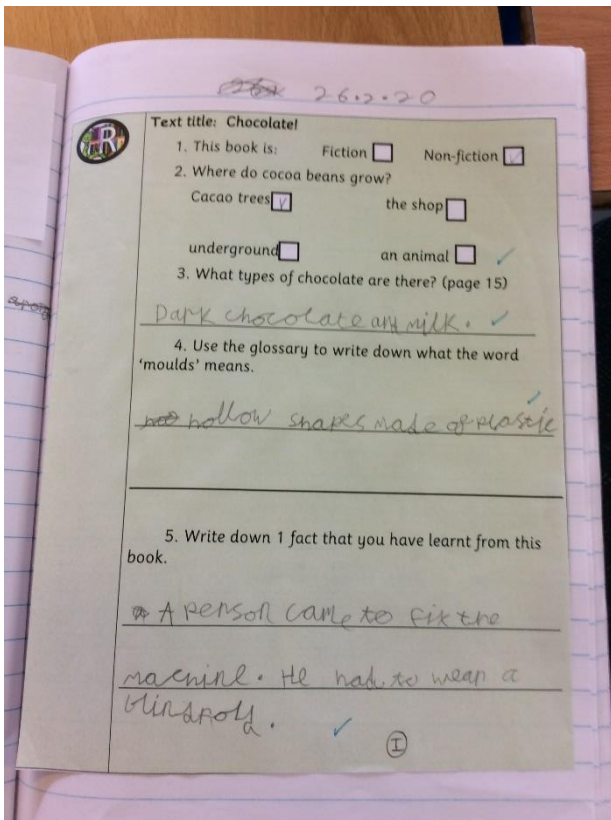 26.2.20
R
Text title: Chocolate!
1. This book is: Fiction Non-fiction
2. Where do cocoa beans grow?
Cacao trees the shop
underground an animal
3. What types of chocolate are there? (page 15)
Dark chocolate and milk.
4. Use the glossary to write down what the word
'moulds' means.
hollow shapes made of plastic
5. Write down 1 fact that you have learnt from this
book.
A person came to fix the
machine. He had to wear a
blindfold.
I